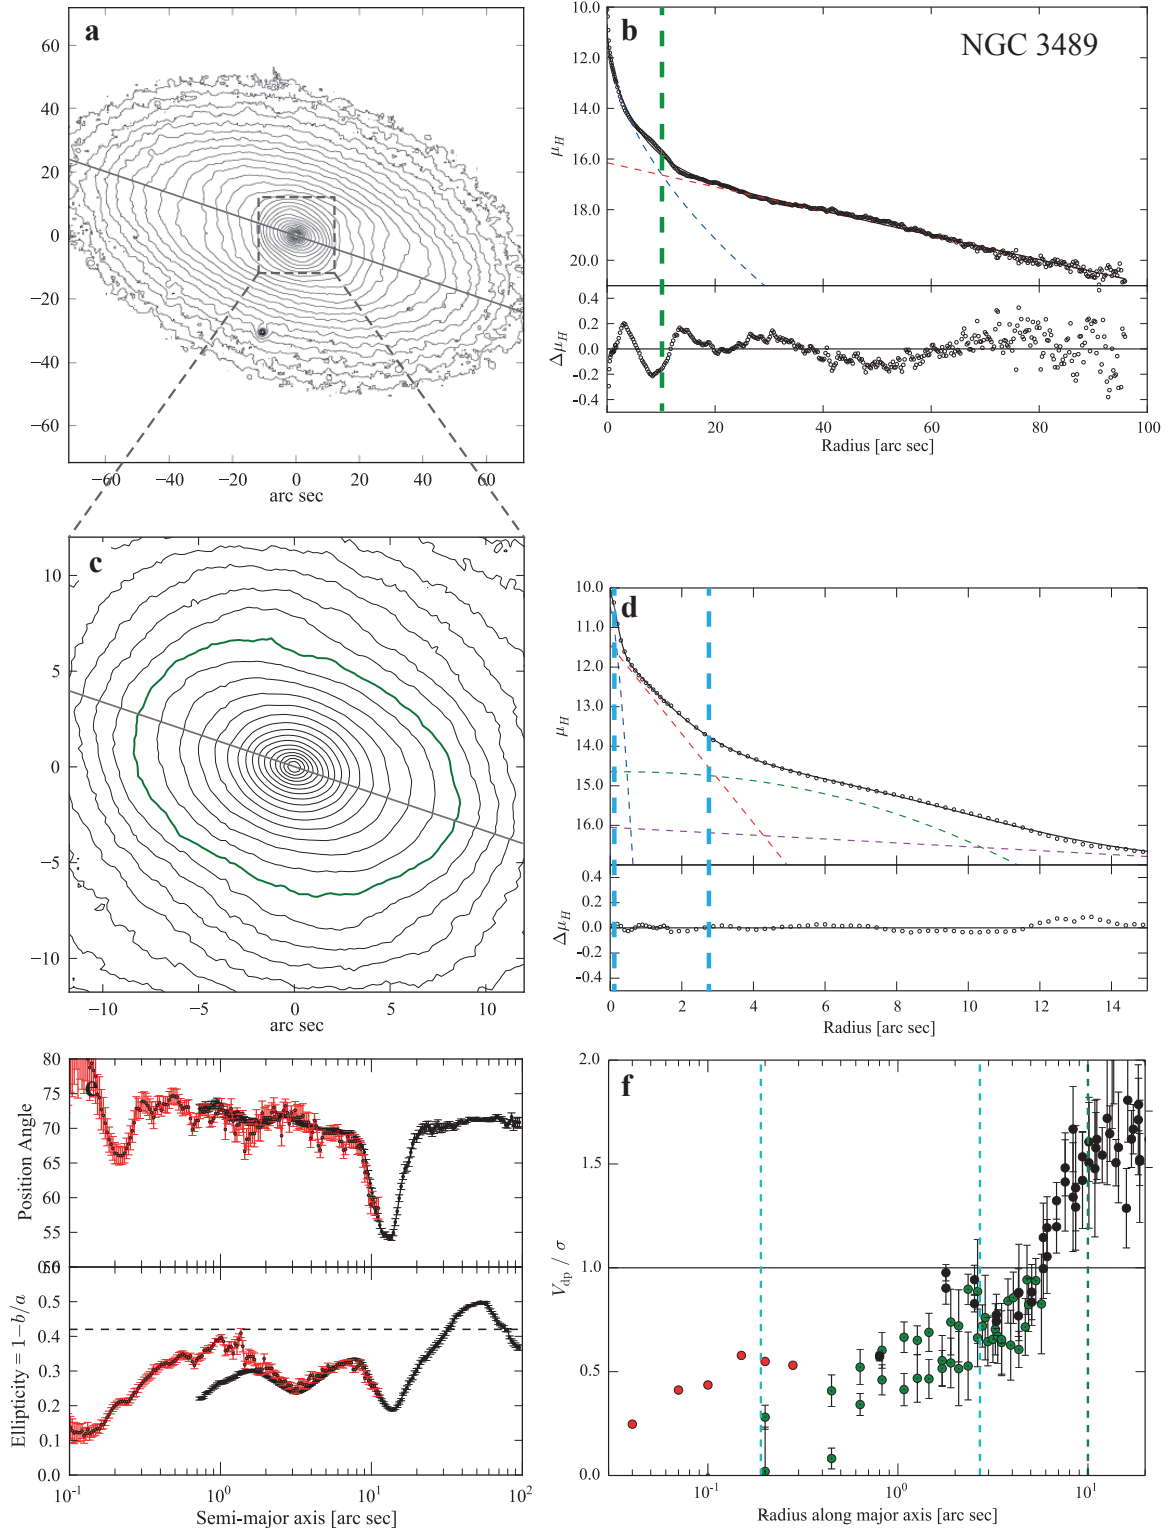 a
60
40
20
0
−20
−40
−60
−60 −40 −20 0 20 40 60
arc sec
b
NGC 3489
10.0
12.0
14.0
16.0
18.0
20.0
μH
0.4
0.2
0.0
-0.2
-0.4
ΔμH
0 20 40 60 80 100
Radius [arc sec]
c
10
5
0
−5
−10
−10 −5 0 5 10
arc sec
d
10.0
11.0
12.0
13.0
14.0
15.0
16.0
μH
0.4
0.2
0.0
-0.2
-0.4
ΔμH
0 2 4 6 8 10 12 14
Radius [arc sec]
e
80
75
70
65
60
55
50
Position Angle
0.5
0.4
0.3
0.2
0.1
0.0
Ellipticity = 1−b/a
10⁻¹ 10⁰ 10¹ 10²
Semi-major axis [arc sec]
f
2.0
1.5
1.0
0.5
0.0
Vdp / σ
10⁻¹ 10⁰ 10¹
Radius along major axis [arc sec]